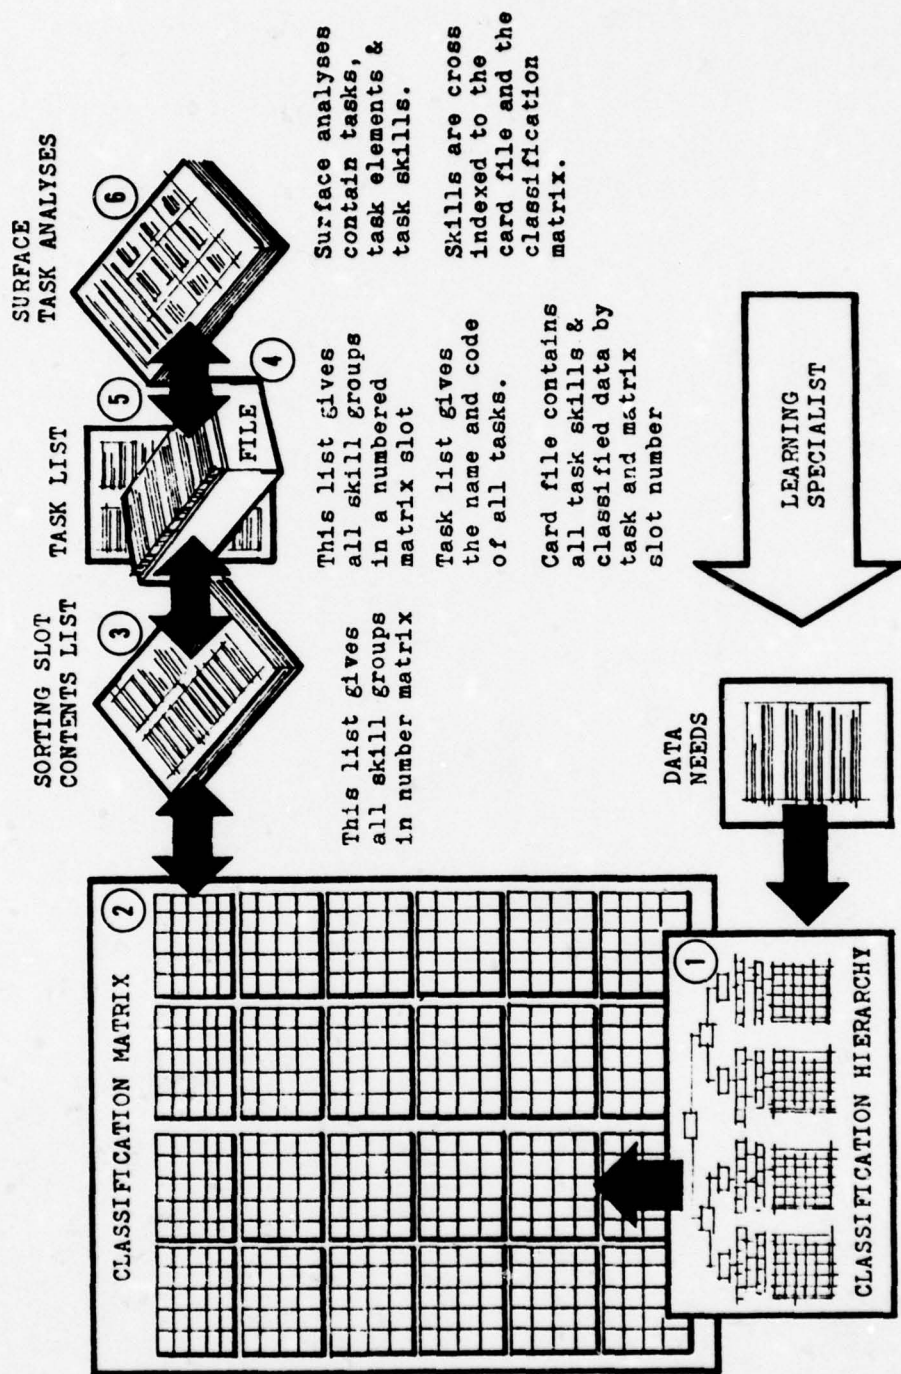 CLASSIFICATION MATRIX
2
SORTING SLOT
CONTENTS LIST
3
This list gives
all skill groups
in number matrix
TASK LIST
5
FILE
4
This list gives
all skill groups
in a numbered
matrix slot
Task list gives
the name and code
of all tasks.
Card file contains
all task skills &
classified data by
task and matrix
slot number
SURFACE
TASK ANALYSES
6
Surface analyses
contain tasks,
task elements &
task skills.
Skills are cross
indexed to the
card file and the
classification
matrix.
1
CLASSIFICATION HIERARCHY
DATA
NEEDS
LEARNING
SPECIALIST